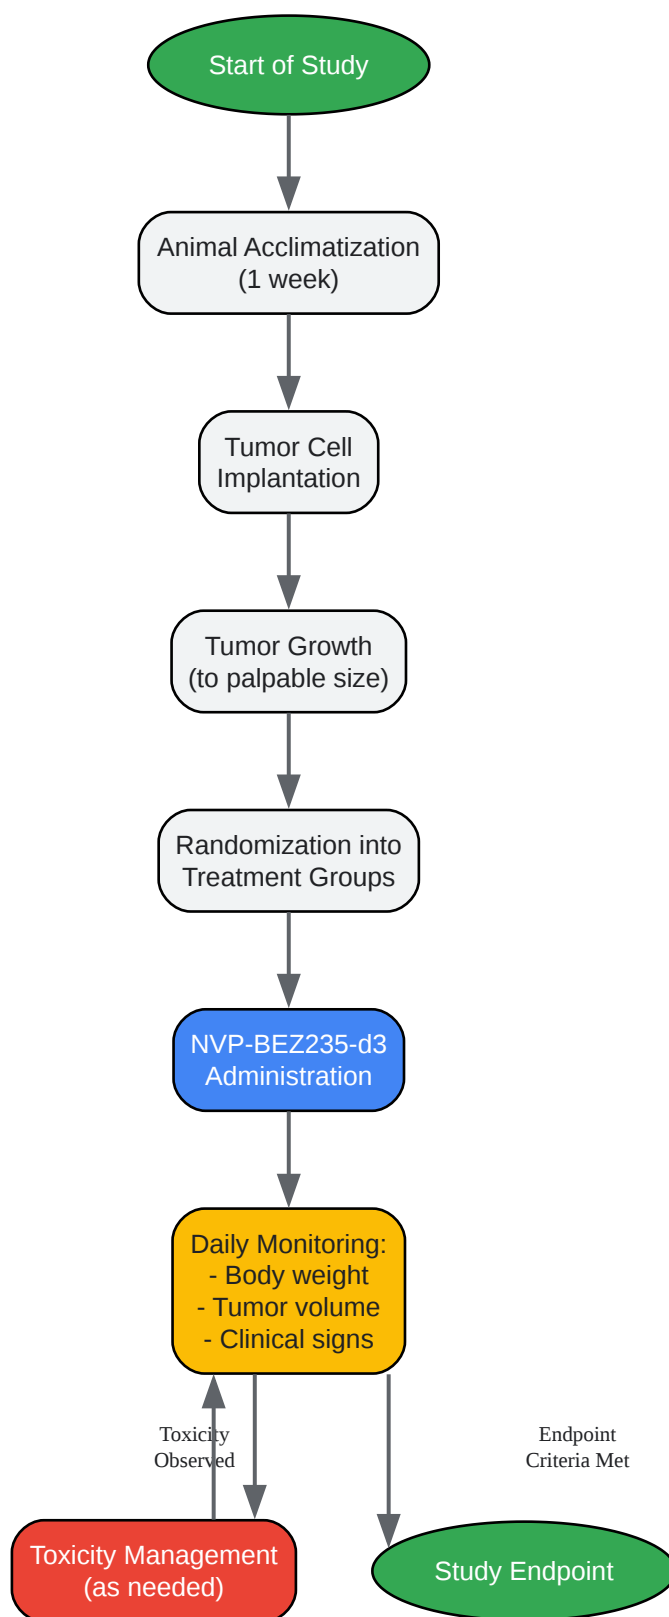 Start of Study
Animal Acclimatization
(1 week)
Tumor Cell
Implantation
Tumor Growth
(to palpable size)
Randomization into
Treatment Groups
NVP-BEZ235-d3
Administration
Daily Monitoring:
- Body weight
- Tumor volume
- Clinical signs
Toxicity
Observed
Endpoint
Criteria Met
Toxicity Management
(as needed)
Study Endpoint